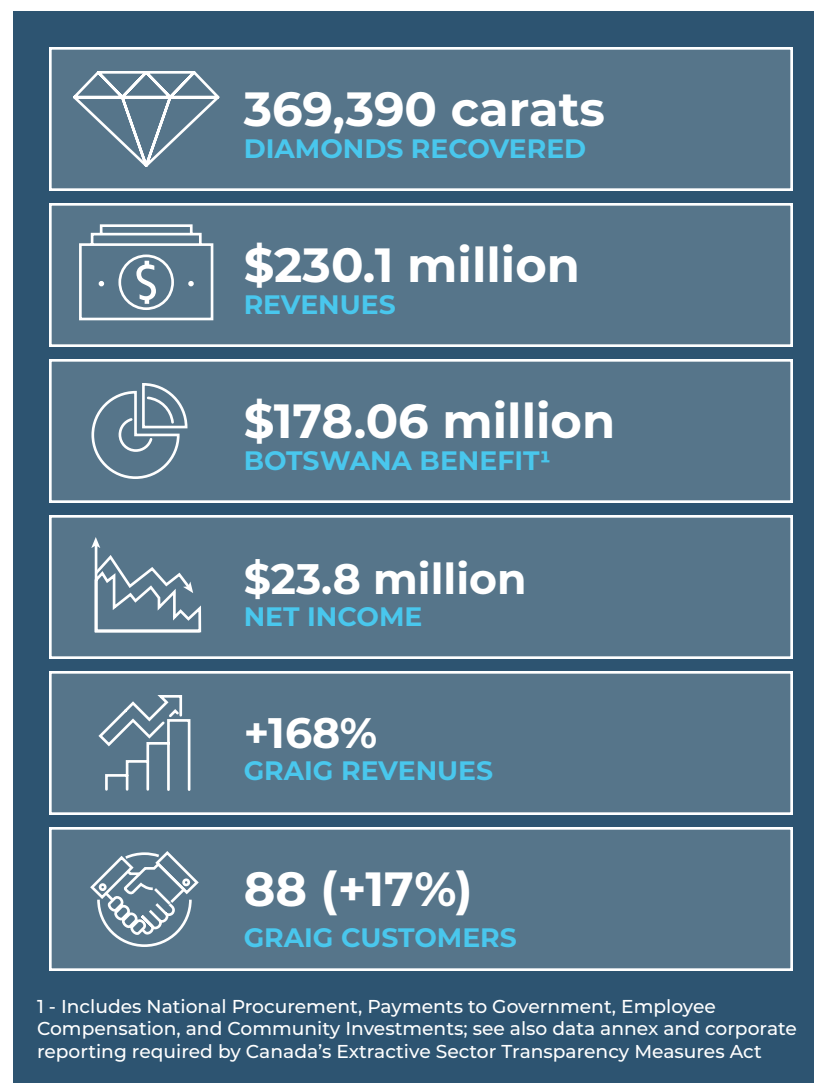 369,390 carats
DIAMONDS RECOVERED
$
$230.1 million
REVENUES
$178.06 million
BOTSWANA BENEFIT¹
$23.8 million
NET INCOME
+168%
GRAIG REVENUES
88 (+17%)
GRAIG CUSTOMERS
1 - Includes National Procurement, Payments to Government, Employee
Compensation, and Community Investments; see also data annex and corporate
reporting required by Canada’s Extractive Sector Transparency Measures Act